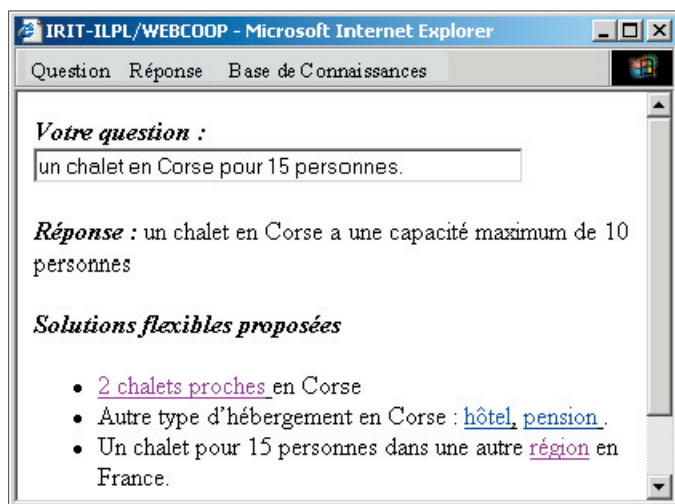 IRIT-ILPL/WEBCOOP - Microsoft Internet Explorer
Question Réponse Base de Connaissances
Votre question :
un chalet en Corse pour 15 personnes.
Réponse : un chalet en Corse a une capacité maximum de 10
personnes
Solutions flexibles proposées
• 2 chalets proches en Corse
• Autre type d'hébergement en Corse : hôtel, pension .
• Un chalet pour 15 personnes dans une autre région en
France.